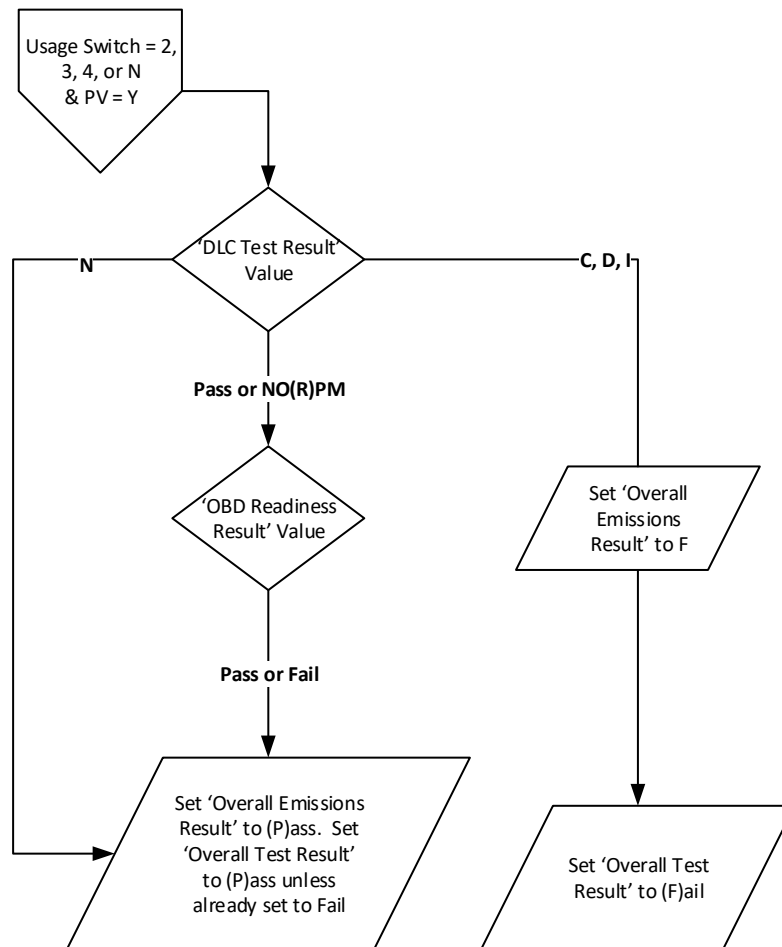 Usage Switch = 2,
3, 4, or N
& PV = Y
‘DLC Test Result’
Value
N
C, D, I
Pass or NO(R)PM
‘OBD Readiness
Result’ Value
Set ‘Overall
Emissions
Result’ to F
Pass or Fail
Set ‘Overall Emissions
Result’ to (P)ass.  Set
‘Overall Test Result’
to (P)ass unless
already set to Fail
Set ‘Overall Test
Result’ to (F)ail